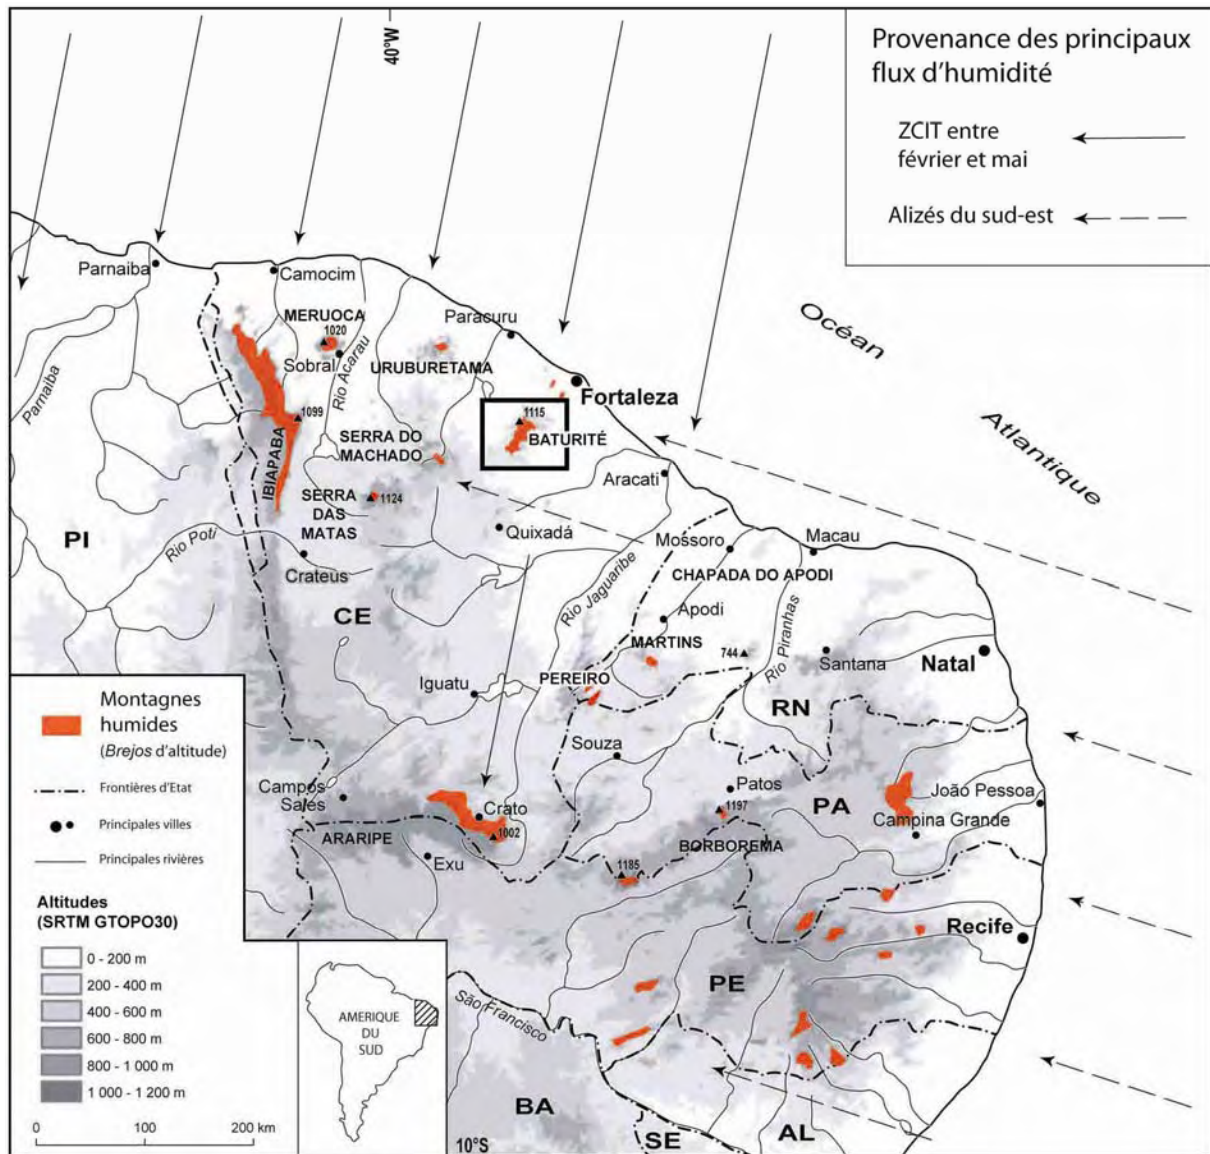 40°W
Provenance des principaux
flux d'humidité
ZCIT entre
février et mai
Alizés du sud-est
Océan
Atlantique
Parnaiba
Camocim
MERUOCA
1020
Sobral
Rio Acarau
Paracuru
URUBURETAMA
Fortaleza
Parnaiba
1099
IBIAPABA
SERRA DO
MACHADO
1115
BATURITÉ
Aracati
SERRA
DAS
MATAS
1124
Quixadá
Mossoro
Macau
PI
Rio Poti
Crateus
CHAPADA DO APODI
CE
Rio Jaguaribe
Apodi
Rio Piranhas
MARTINS
744
Santana
Natal
PEREIRO
Iguatu
RN
Souza
Campos
Sales
Crato
1002
Patos
1197
PA
João Pessoa
Campina Grande
ARARIPE
Exu
BORBOREMA
1185
Recife
PE
São Francisco
BA
SE
AL
10°S
Montagnes
humides
(Brejos d'altitude)
Frontières d'Etat
Principales villes
Principales rivières
Altitudes
(SRTM GTOPO30)
0 - 200 m
200 - 400 m
400 - 600 m
600 - 800 m
800 - 1 000 m
1 000 - 1 200 m
0 100 200 km
AMERIQUE
DU
SUD